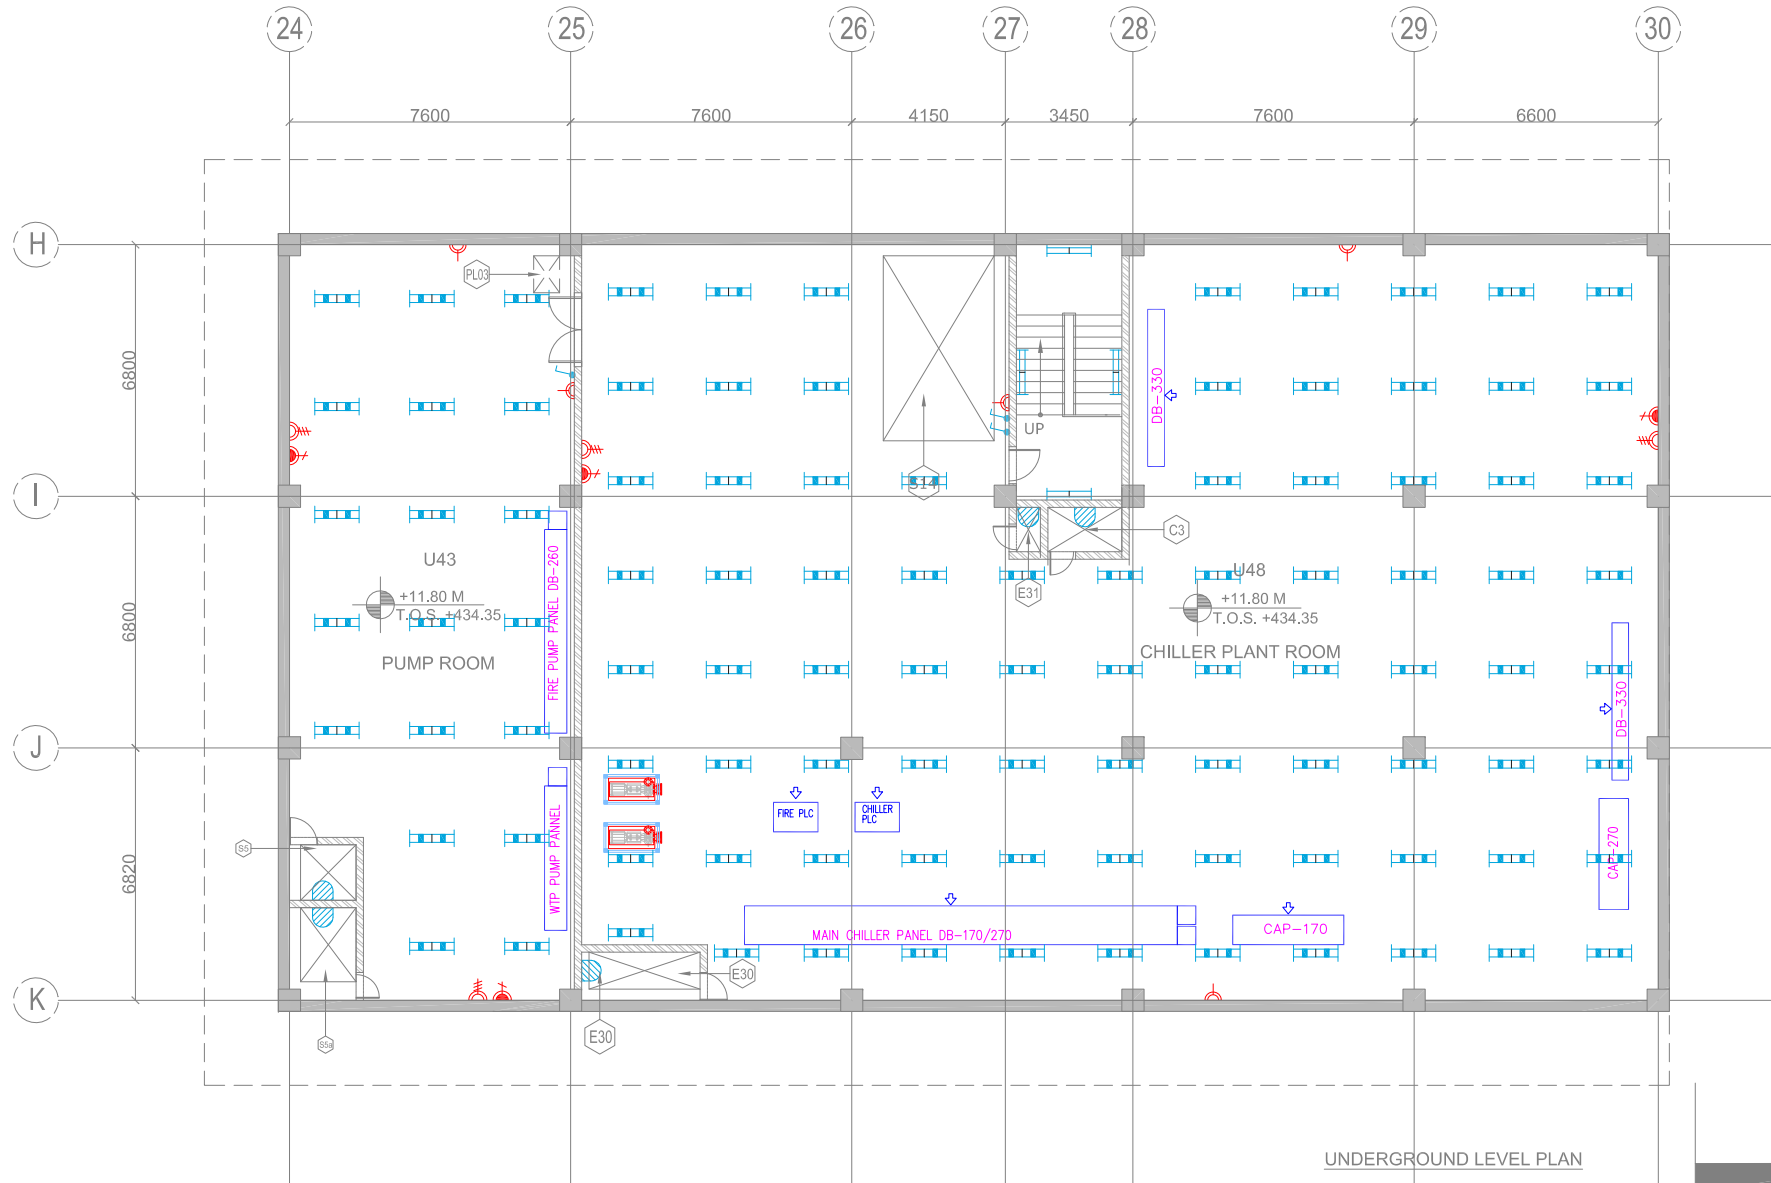 24 25 26 27 28 29 30
7600 7600 4150 3450 7600 6600
H
PL03
6800
DB-330
UP
S14
I
C3
U43
FIRE PUMP PANEL DB-260
U48
E31
+11.80 M
T.O.S. +434.35
+11.80 M
T.O.S. +434.35
6800
PUMP ROOM
CHILLER PLANT ROOM
DB-330
J
FIRE PLC
CHILLER
PLC
S5
WTP PUMP PANNEL
6820
CAP-270
MAIN CHILLER PANEL DB-170/270
CAP-170
E30
K
E30
S5a
UNDERGROUND LEVEL PLAN